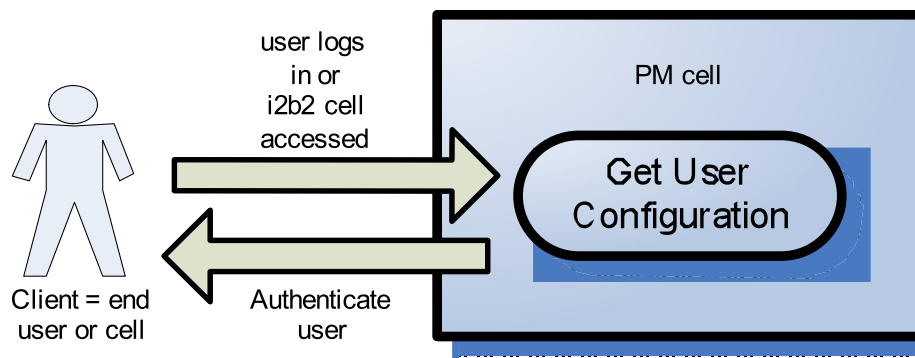 user logs
in or
i2b2 cell
accessed
PM cell
Get User
Configuration
Client = end
user or cell
Authenticate
user